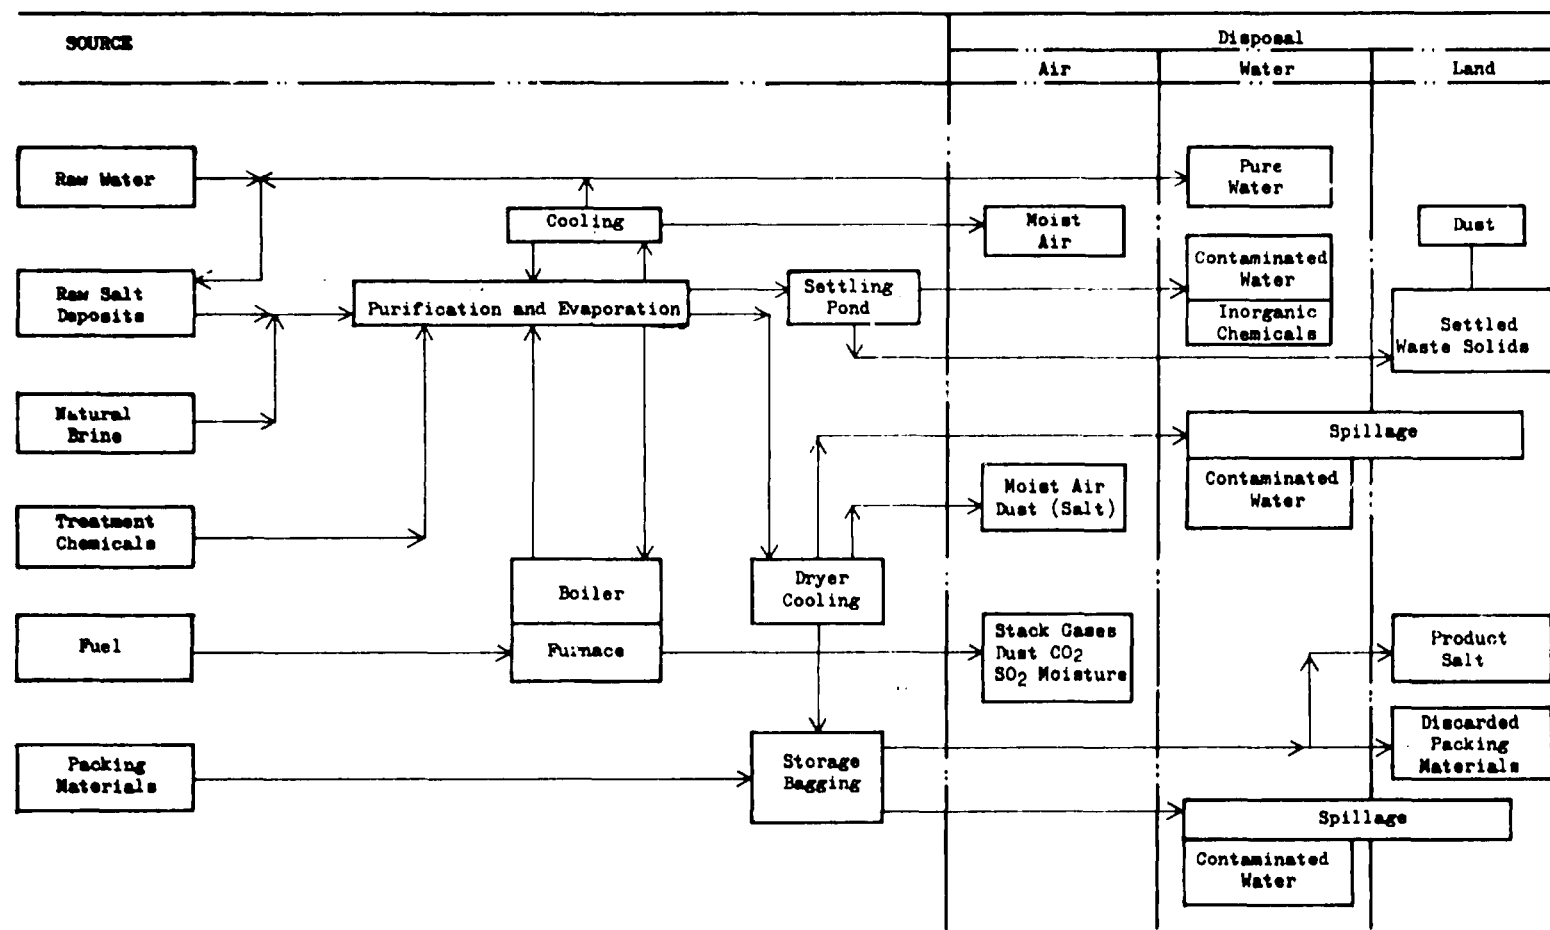 SOURCE
Disposal
Air
Water
Land
Raw Water
Pure
Water
Cooling
Moist
Air
Dust
Raw Salt
Deposits
Purification and Evaporation
Settling
Pond
Contaminated
Water
Inorganic
Chemicals
Settled
Waste Solids
Natural
Brine
Spillage
Contaminated
Water
Moist Air
Dust (Salt)
Treatment
Chemicals
Boiler
Dryer
Cooling
Fuel
Furnace
Stack Gases
Dust CO2
SO2 Moisture
Product
Salt
Packing
Materials
Storage
Bagging
Discarded
Packing
Materials
Spillage
Contaminated
Water